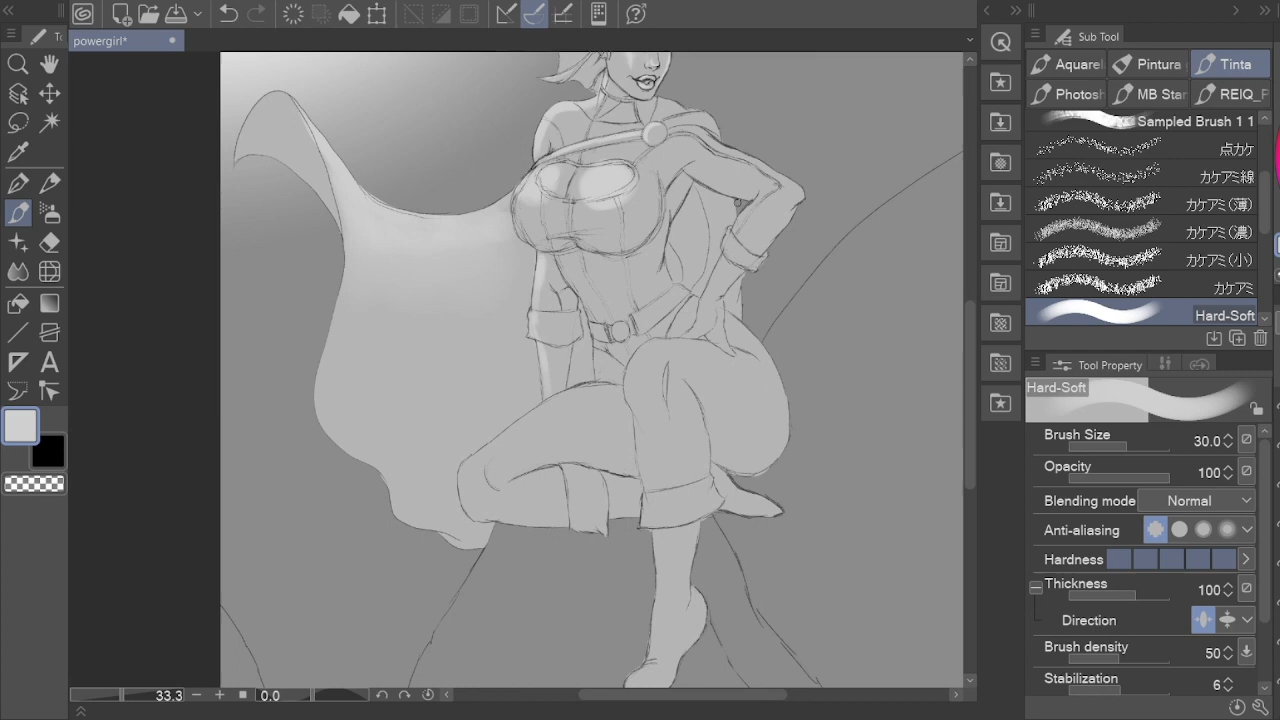 To
powergirl*
Sub Tool
Aquarel
Pintura
Tinta
Photosh
MB Star
REIQ_P
Sampled Brush 1 1
点カケ
カケアミ線
カケアミ(薄)
カケアミ(濃)
カケアミ(小)
カケアミ
Hard-Soft
Tool Property
Hard-Soft
Brush Size 30.0
Opacity 100
Blending mode Normal
Anti-aliasing
Hardness
Thickness 100
Direction
Brush density 50
Stabilization 6
A
33.3
0.0